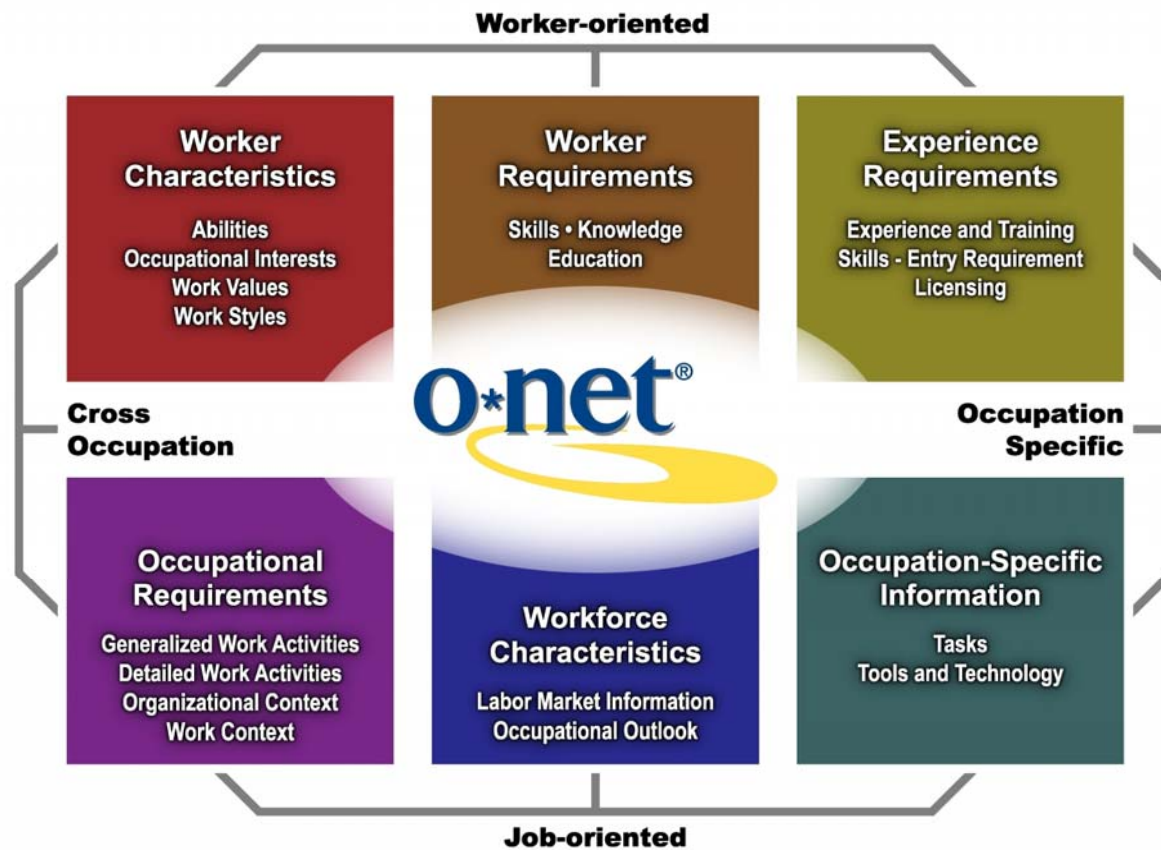 Worker-oriented
Worker
Characteristics
Abilities
Occupational Interests
Work Values
Work Styles
Worker
Requirements
Skills • Knowledge
Education
Experience
Requirements
Experience and Training
Skills - Entry Requirement
Licensing
Cross
Occupation
o*net®
Occupation
Specific
Occupational
Requirements
Generalized Work Activities
Detailed Work Activities
Organizational Context
Work Context
Workforce
Characteristics
Labor Market Information
Occupational Outlook
Occupation-Specific
Information
Tasks
Tools and Technology
Job-oriented